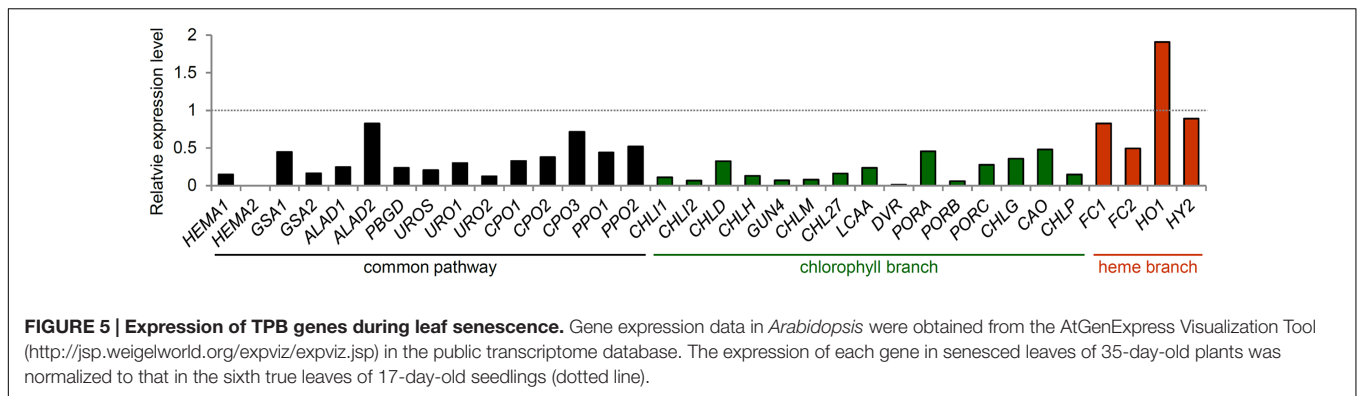 2
1.5
1
0.5
0
Relatvie expression level
HEMA1 HEMA2 GSA1 GSA2 ALAD1 ALAD2 PBGD UROS URO1 URO2 CPO1 CPO2 CPO3 PPO1 PPO2 CHLI1 CHLI2 CHLD CHLH GUN4 CHLM CHL27 LCAA DVR PORA PORB PORC CHLG CAO CHLP FC1 FC2 HO1 HY2
common pathway chlorophyll branch heme branch
FIGURE 5 | Expression of TPB genes during leaf senescence. Gene expression data in Arabidopsis were obtained from the AtGenExpress Visualization Tool
(http://jsp.weigelworld.org/expviz/expviz.jsp) in the public transcriptome database. The expression of each gene in senesced leaves of 35-day-old plants was
normalized to that in the sixth true leaves of 17-day-old seedlings (dotted line).